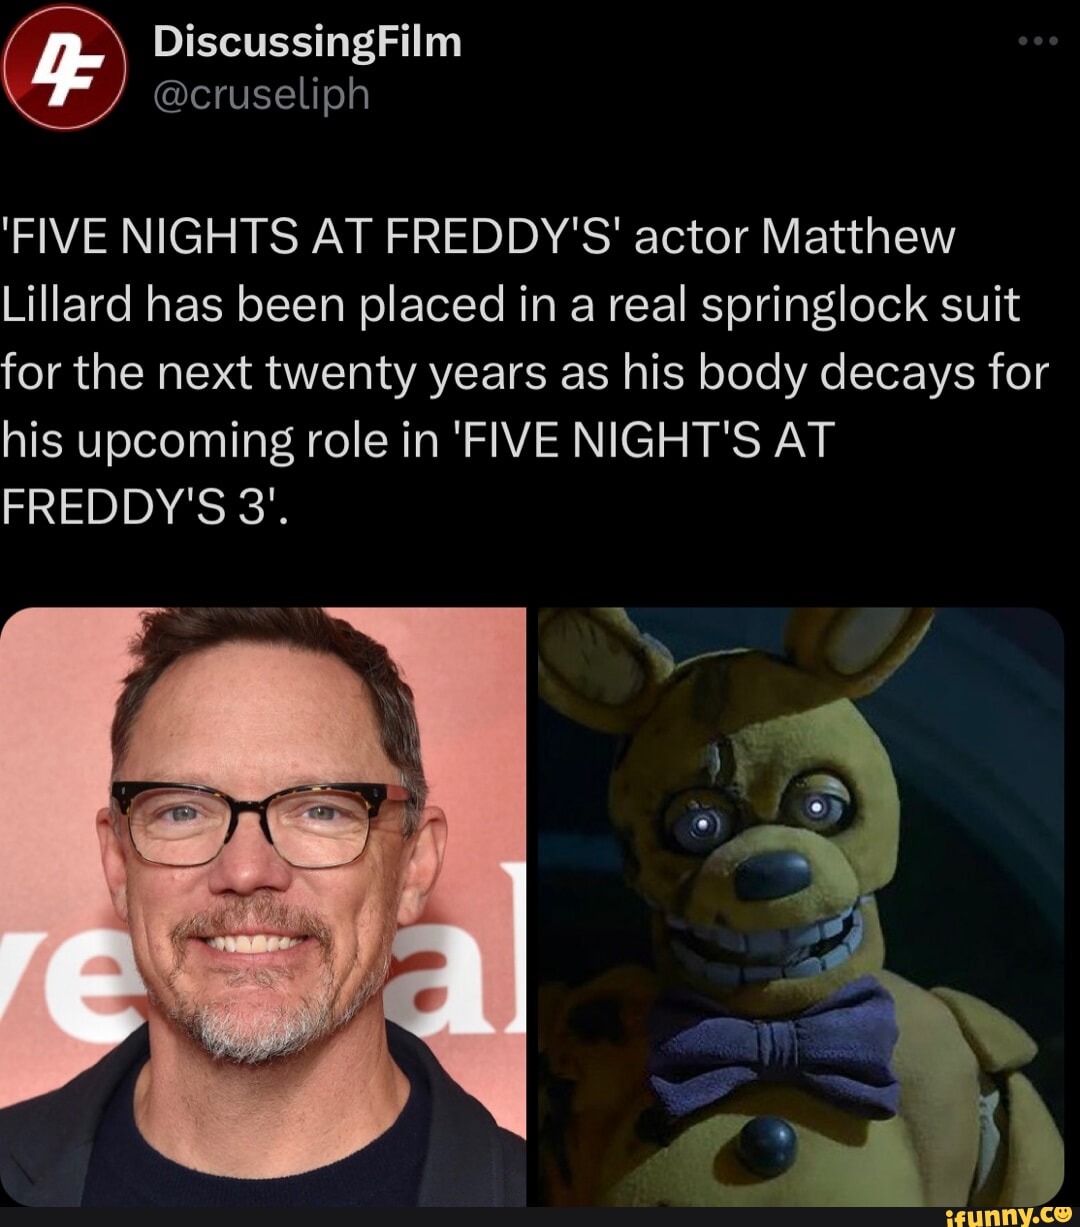 DF
DiscussingFilm
@cruseliph
'FIVE NIGHTS AT FREDDY'S' actor Matthew
Lillard has been placed in a real springlock suit
for the next twenty years as his body decays for
his upcoming role in 'FIVE NIGHT'S AT
FREDDY'S 3'.
ifunny.co